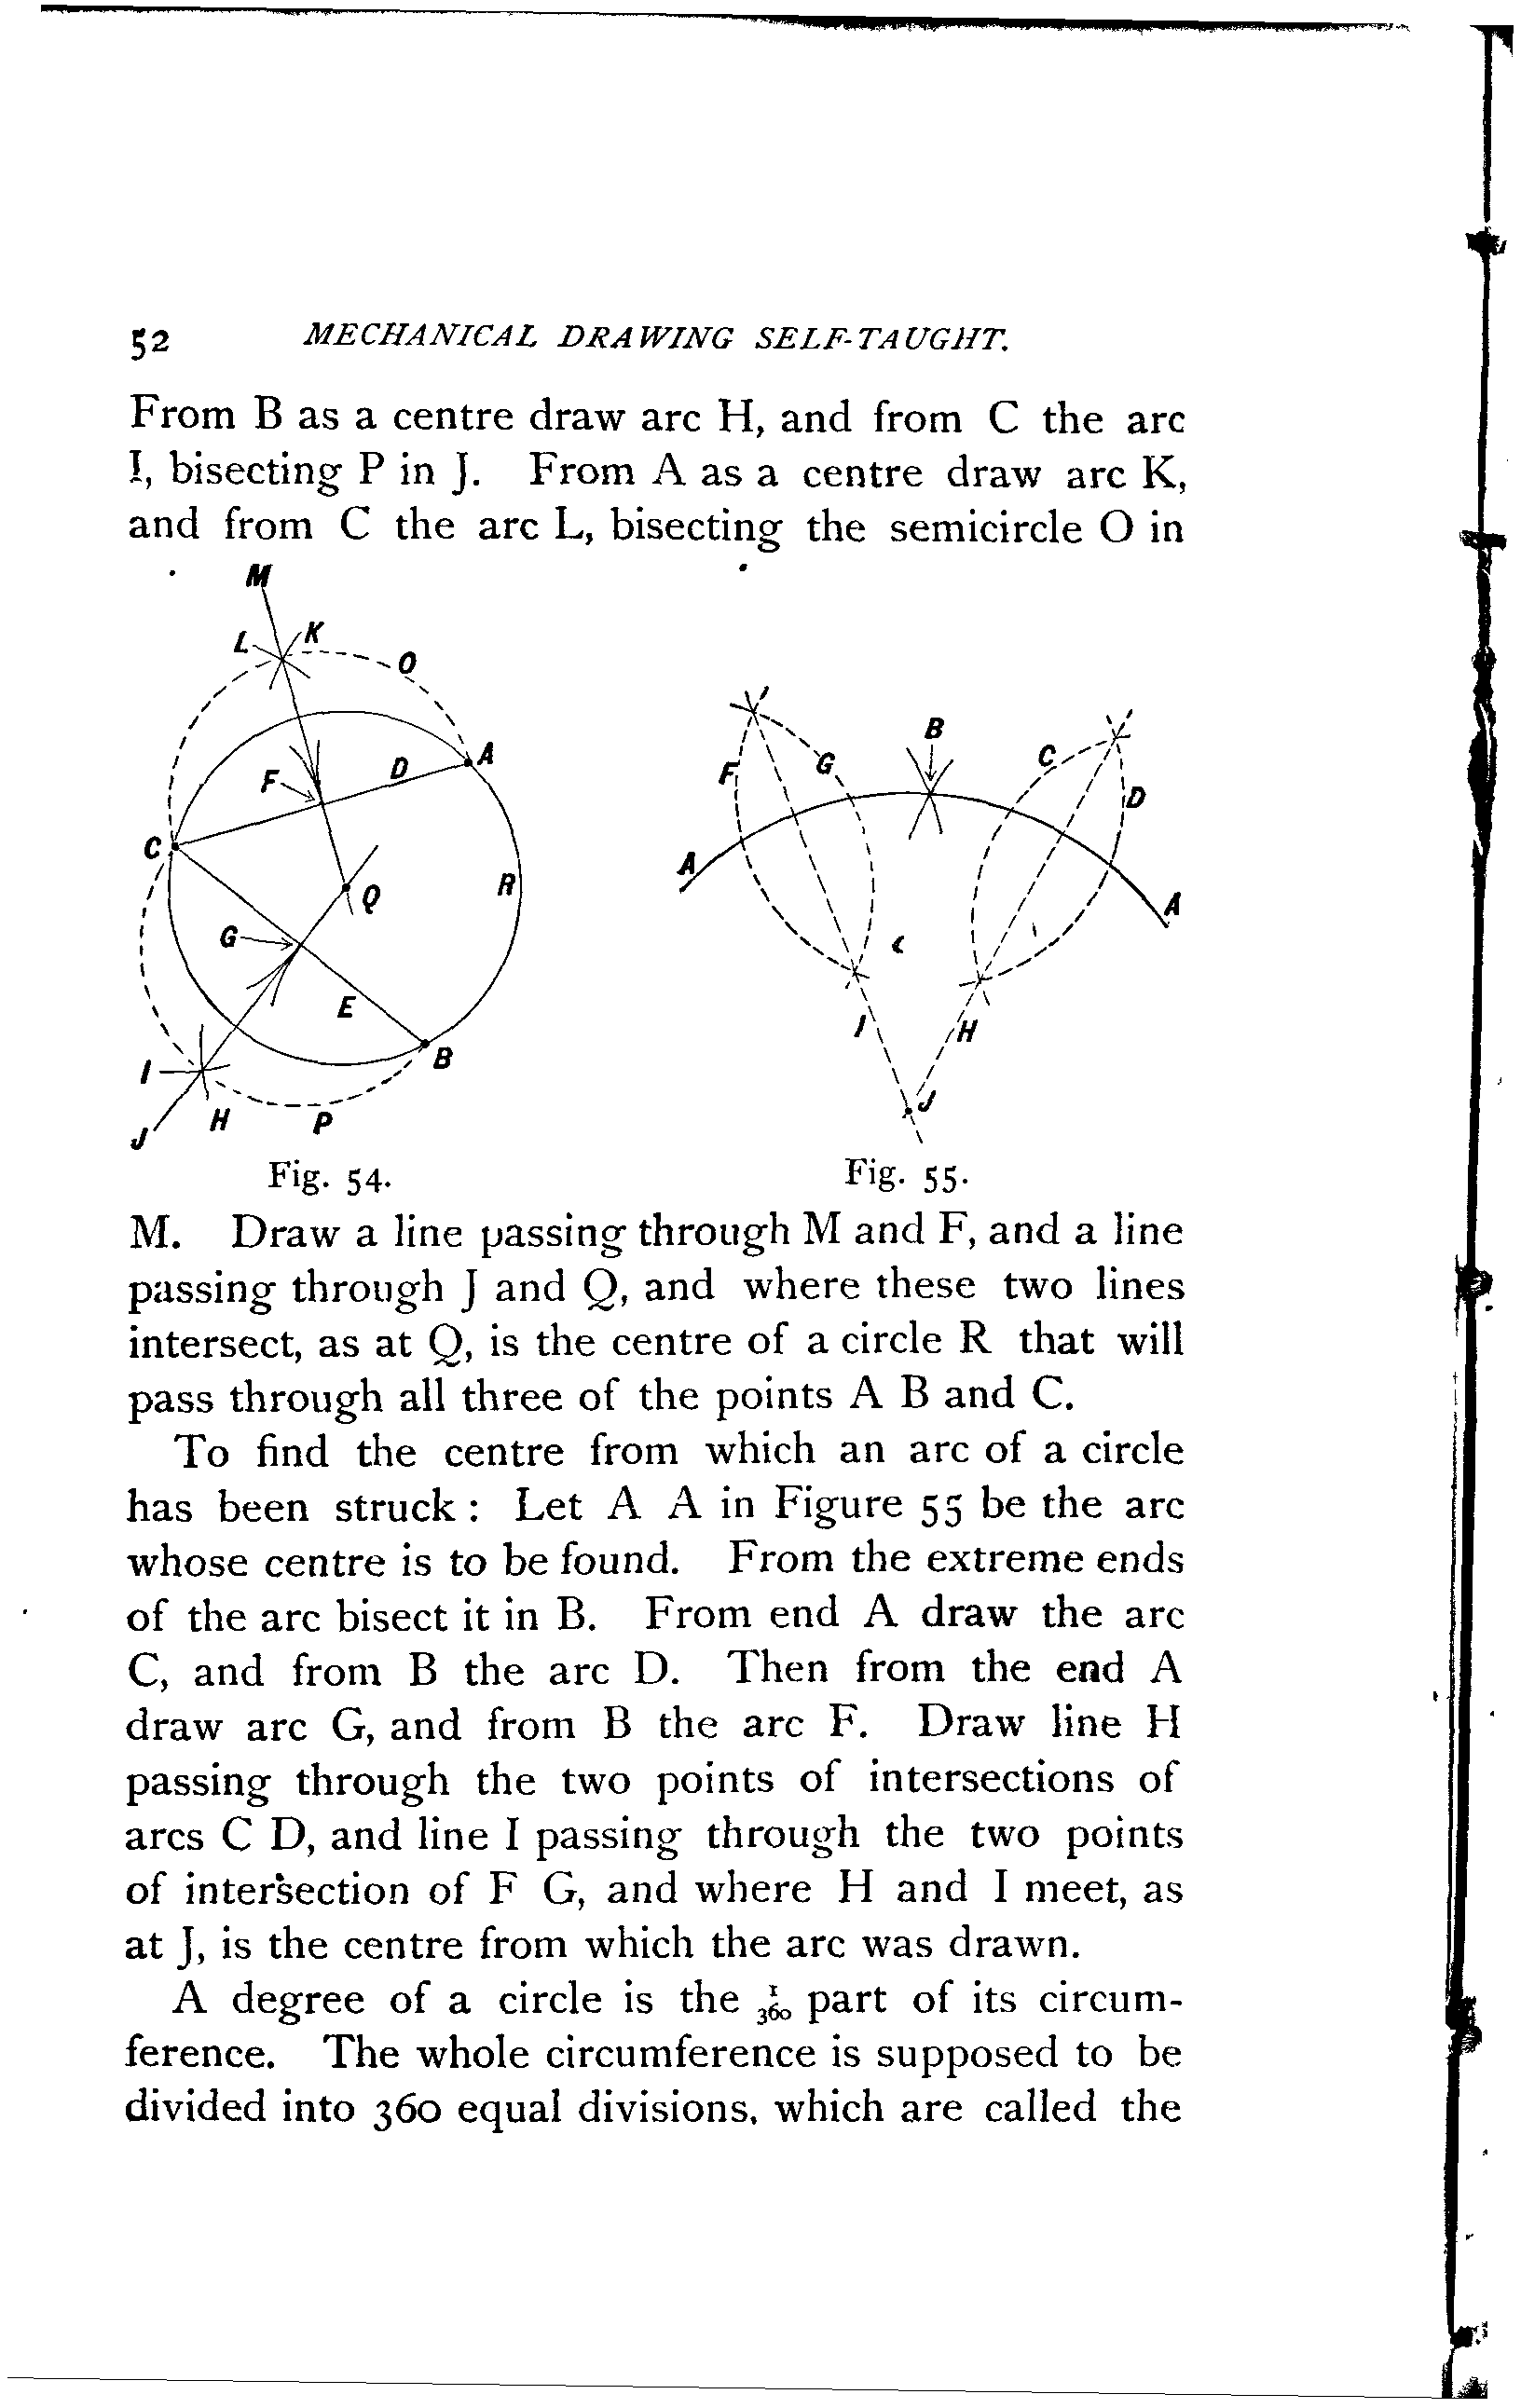 52 MECHANICAL DRAWING SELF-TAUGHT.
From B as a centre draw arc H, and from C the arc
I, bisecting P in J. From A as a centre draw arc K,
and from C the arc L, bisecting the semicircle O in
M
L K
O
A
D
F
C
Q
R
G
E
B
I
H
P
J
Fig. 54.
B
G
C
F
D
A
A
I
H
J
Fig. 55.
M. Draw a line passing through M and F, and a line
passing through J and Q, and where these two lines
intersect, as at Q, is the centre of a circle R that will
pass through all three of the points A B and C.
To find the centre from which an arc of a circle
has been struck : Let A A in Figure 55 be the arc
whose centre is to be found. From the extreme ends
of the arc bisect it in B. From end A draw the arc
C, and from B the arc D. Then from the end A
draw arc G, and from B the arc F. Draw line H
passing through the two points of intersections of
arcs C D, and line I passing through the two points
of intersection of F G, and where H and I meet, as
at J, is the centre from which the arc was drawn.
A degree of a circle is the 1/360 part of its circum-
ference. The whole circumference is supposed to be
divided into 360 equal divisions, which are called the